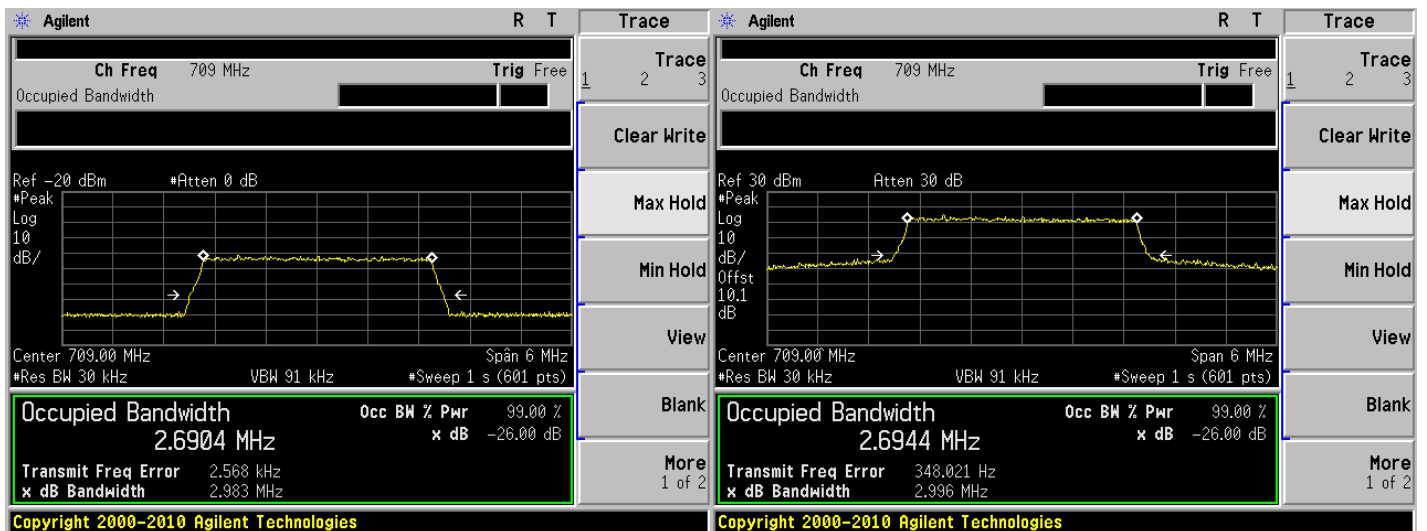 Agilent R T Trace
Ch Freq 709 MHz Trig Free
Occupied Bandwidth
Trace
1 2 3
Clear Write
Ref -20 dBm #Atten 0 dB
#Peak
Log
10
dB/
Max Hold
Min Hold
View
Center 709.00 MHz Span 6 MHz
#Res BW 30 kHz VBW 91 kHz #Sweep 1 s (601 pts)
Occupied Bandwidth Occ BW % Pwr 99.00 %
2.6904 MHz x dB -26.00 dB
Transmit Freq Error 2.568 kHz
x dB Bandwidth 2.983 MHz
Blank
More
1 of 2
Copyright 2000-2010 Agilent Technologies
Agilent R T Trace
Ch Freq 709 MHz Trig Free
Occupied Bandwidth
Trace
1 2 3
Clear Write
Ref 30 dBm Atten 30 dB
#Peak
Log
10
dB/
Offst
10.1
dB
Max Hold
Min Hold
View
Center 709.00 MHz Span 6 MHz
#Res BW 30 kHz VBW 91 kHz #Sweep 1 s (601 pts)
Occupied Bandwidth Occ BW % Pwr 99.00 %
2.6944 MHz x dB -26.00 dB
Transmit Freq Error 348.021 Hz
x dB Bandwidth 2.996 MHz
Blank
More
1 of 2
Copyright 2000-2010 Agilent Technologies